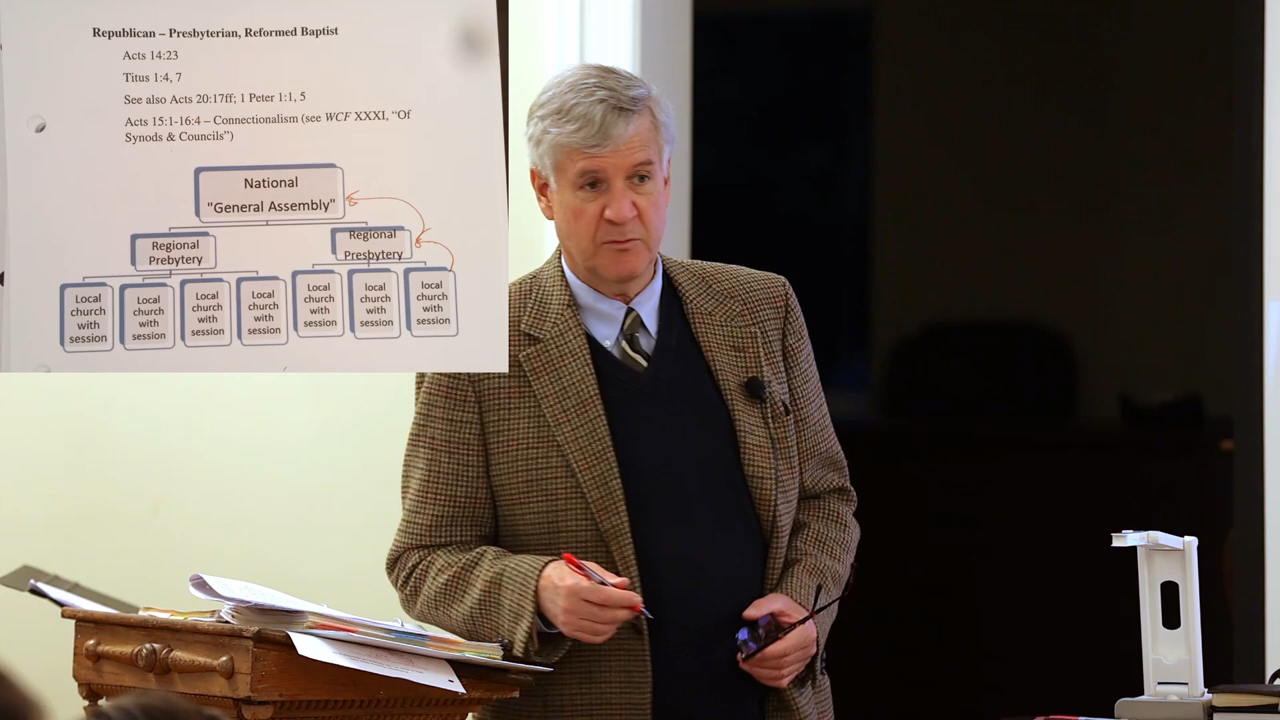 Republican – Presbyterian, Reformed Baptist
Acts 14:23
Titus 1:4, 7
See also Acts 20:17ff; 1 Peter 1:1, 5
Acts 15:1-16:4 – Connectionalism (see WCF XXXI, “Of
Synods & Councils”)
National
"General Assembly"
Regional
Prebytery
Regional
Presbytery
Local
church
with
session
Local
church
with
session
Local
church
with
session
Local
church
with
session
Local
church
with
session
local
church
with
session
local
church
with
session